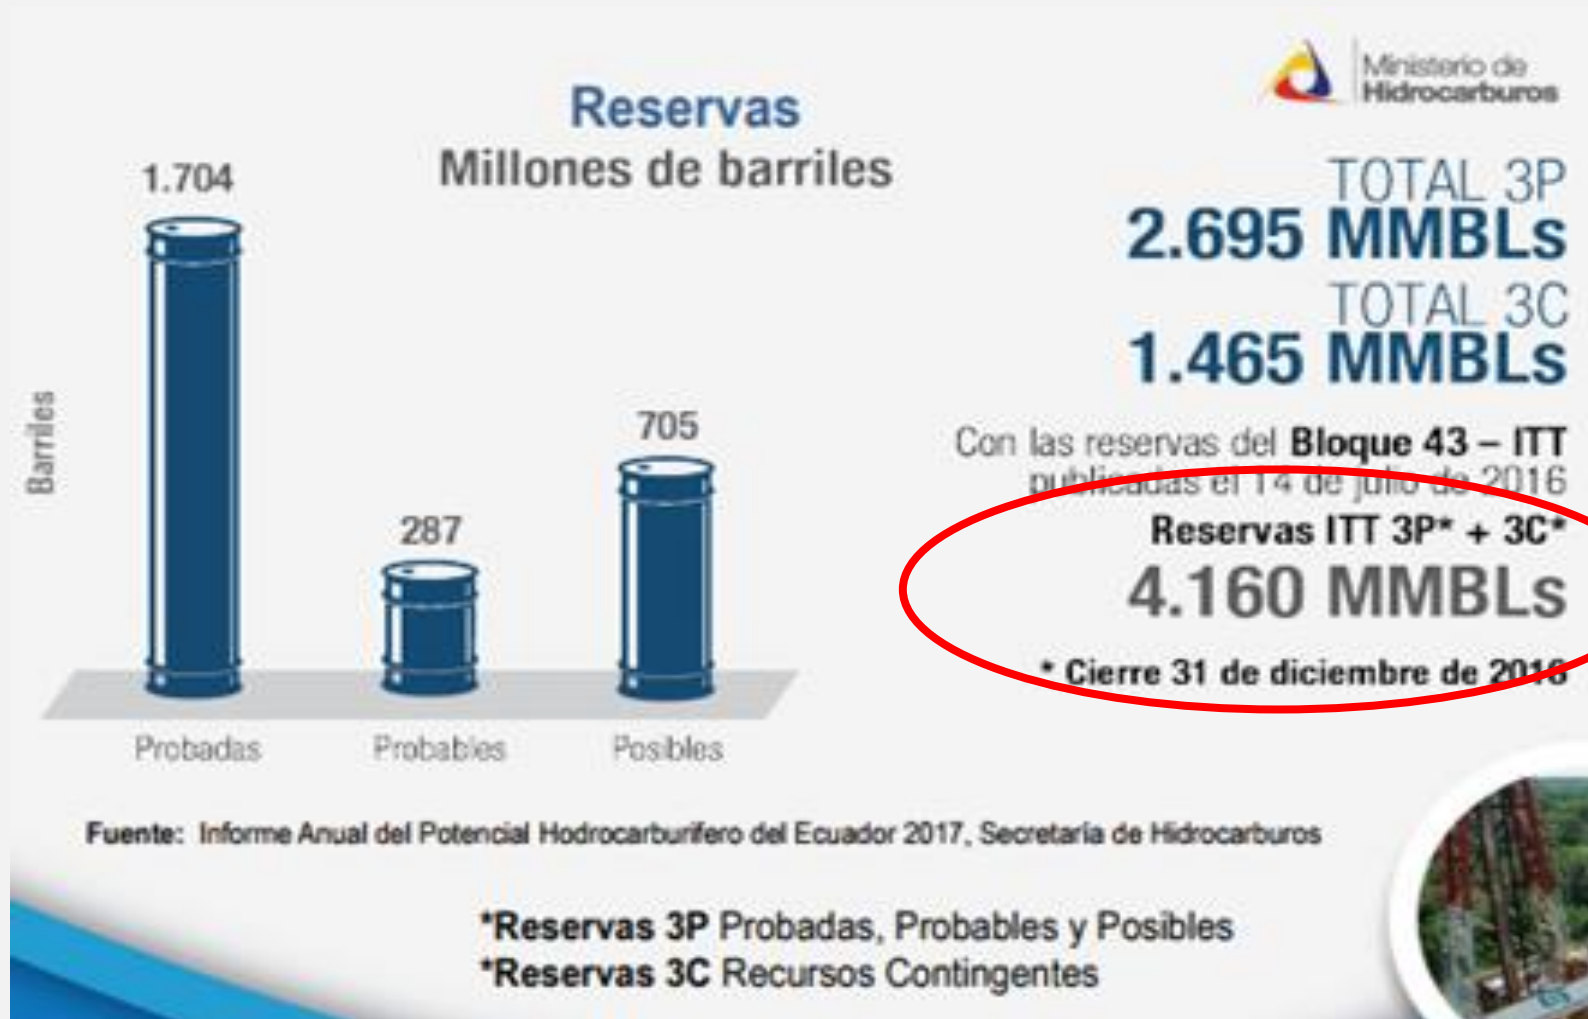 Ministerio de
Hidrocarburos
Reservas
Millones de barriles
TOTAL 3P
2.695 MMBLs
TOTAL 3C
1.465 MMBLs
Con las reservas del Bloque 43 – ITT
publicadas el 14 de julio de 2016
Reservas ITT 3P* + 3C*
4.160 MMBLs
* Cierre 31 de diciembre de 2016
Barriles
1.704
287
705
Probadas
Probables
Posibles
Fuente: Informe Anual del Potencial Hodrocarburifero del Ecuador 2017, Secretaria de Hidrocarburos
*Reservas 3P Probadas, Probables y Posibles
*Reservas 3C Recursos Contingentes